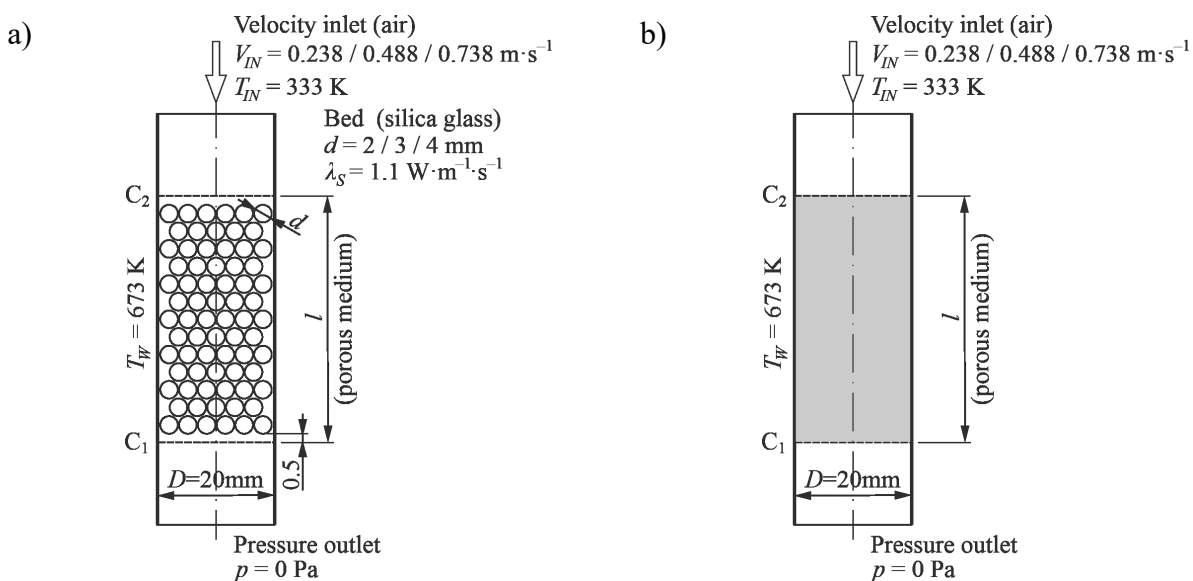 a)
Velocity inlet (air)
V_IN = 0.238 / 0.488 / 0.738 m·s⁻¹
T_IN = 333 K
Bed (silica glass)
d = 2 / 3 / 4 mm
λ_S = 1.1 W·m⁻¹·s⁻¹
C₂
d
T_W = 673 K
l
(porous medium)
C₁
0.5
D=20mm
Pressure outlet
p = 0 Pa
b)
Velocity inlet (air)
V_IN = 0.238 / 0.488 / 0.738 m·s⁻¹
T_IN = 333 K
C₂
T_W = 673 K
l
(porous medium)
C₁
D=20mm
Pressure outlet
p = 0 Pa